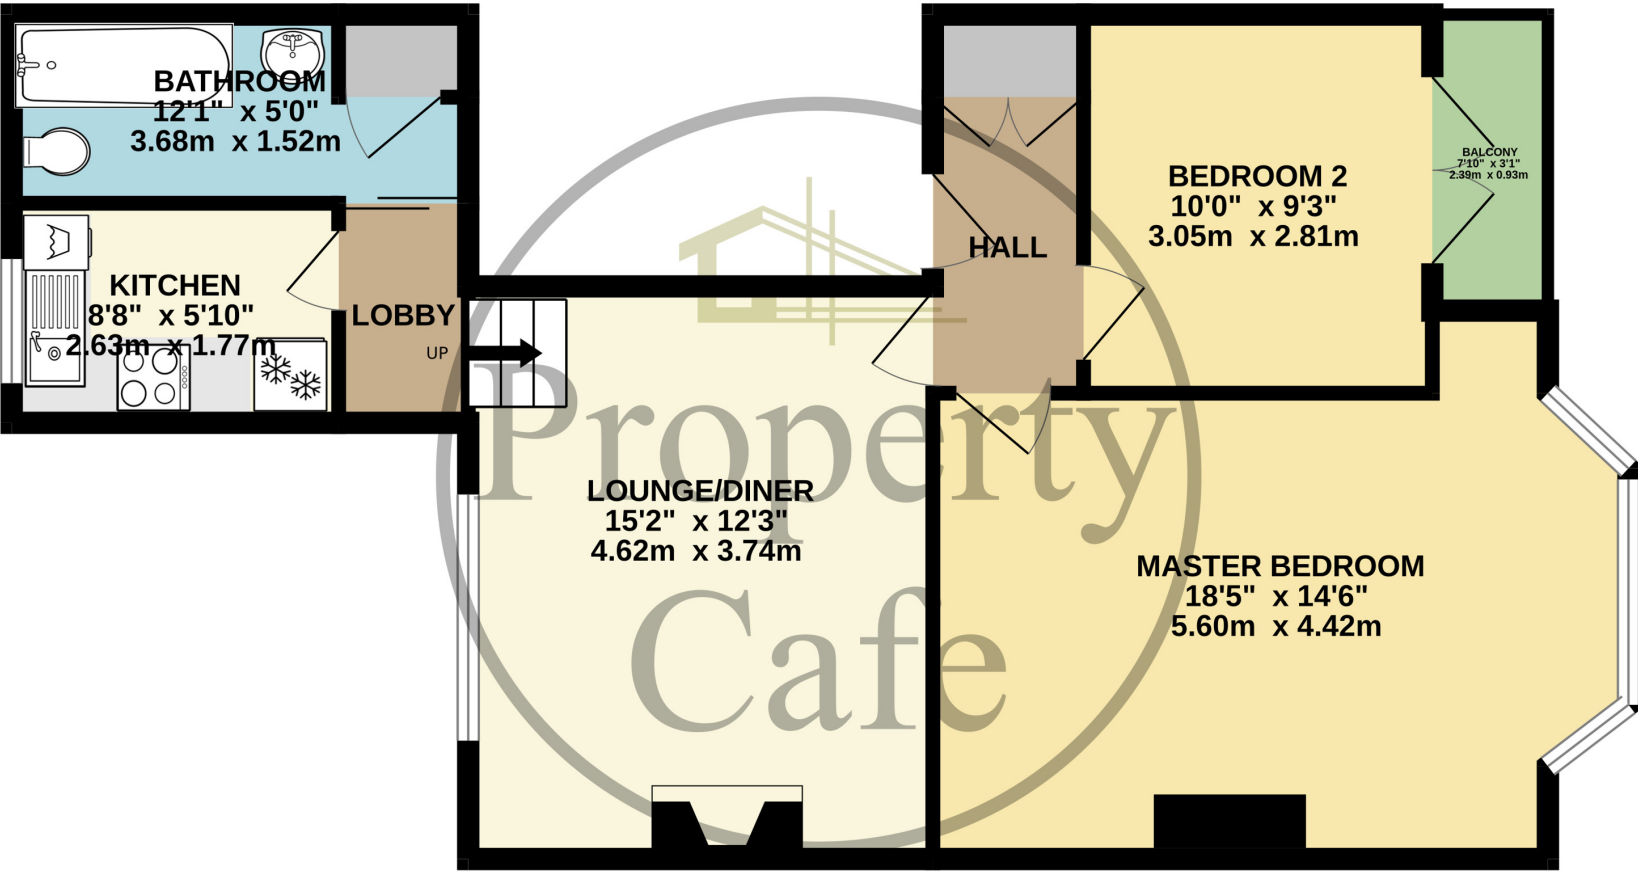 BATHROOM
12'1" x 5'0"
3.68m x 1.52m
KITCHEN
8'8" x 5'10"
2.63m x 1.77m
LOBBY
UP
HALL
BEDROOM 2
10'0" x 9'3"
3.05m x 2.81m
BALCONY
7'10" x 3'1"
2.39m x 0.93m
LOUNGE/DINER
15'2" x 12'3"
4.62m x 3.74m
MASTER BEDROOM
18'5" x 14'6"
5.60m x 4.42m
Property
Cafe